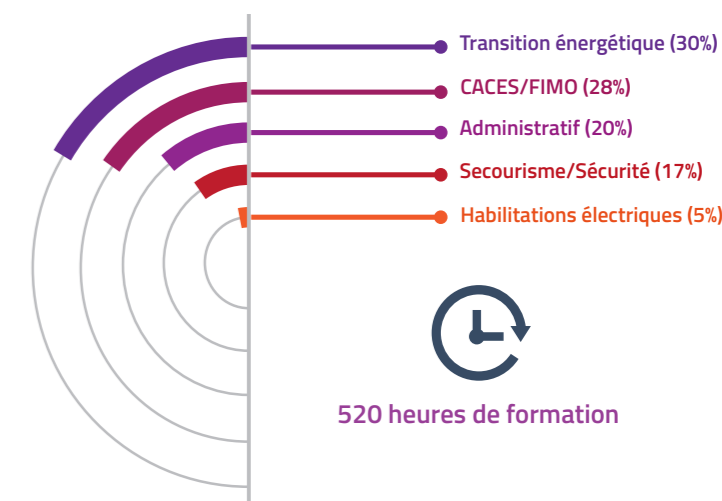 Transition énergétique (30%)
CACES/FIMO (28%)
Administratif (20%)
Secourisme/Sécurité (17%)
Habilitations électriques (5%)
520 heures de formation